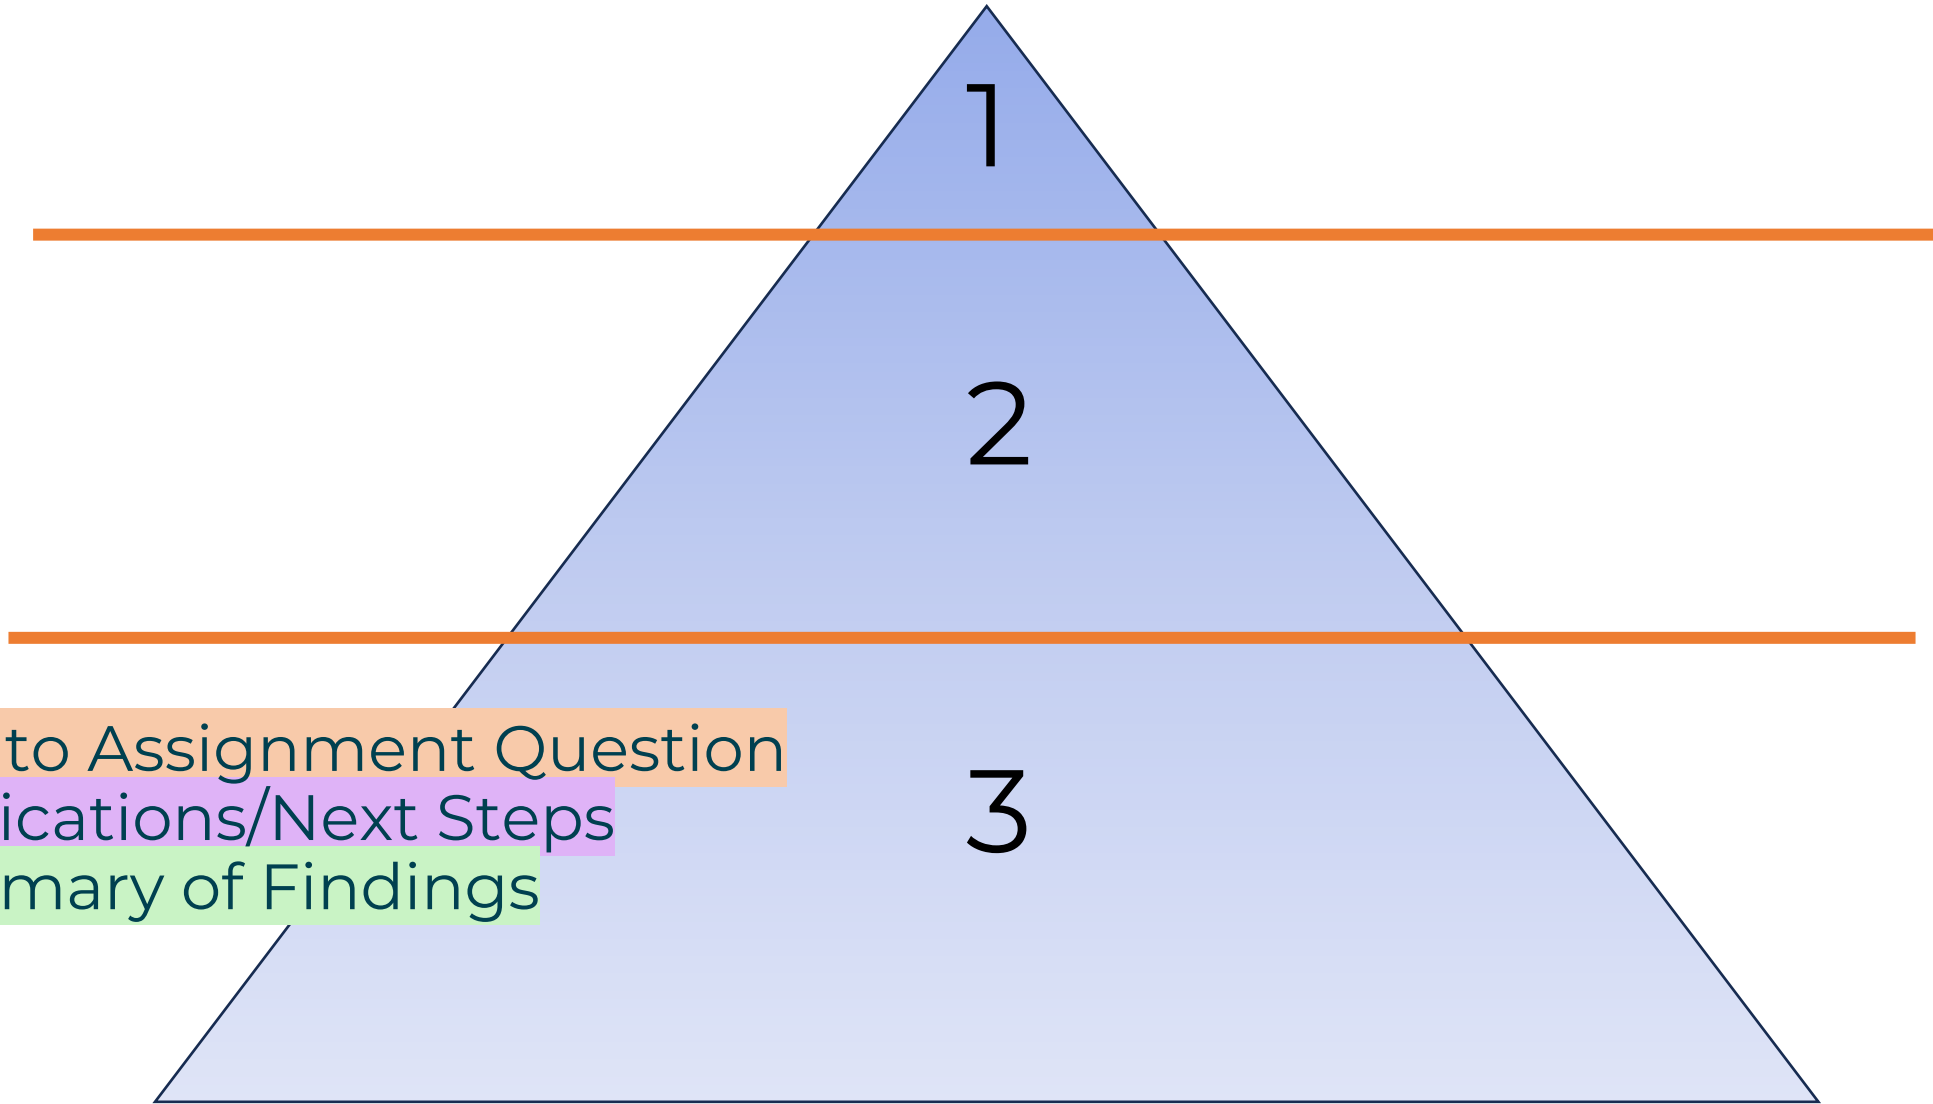 1
2
to Assignment Question
ications/Next Steps
mary of Findings
3